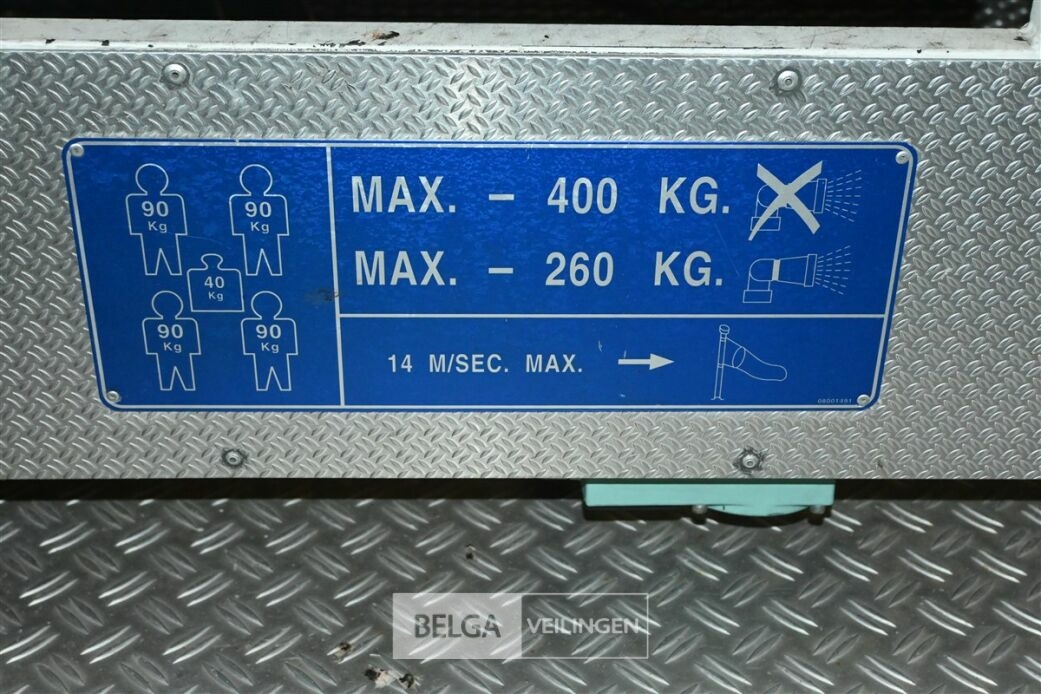 90
Kg
90
Kg
40
Kg
90
Kg
90
Kg
MAX. - 400 KG.
MAX. - 260 KG.
14 M/SEC. MAX.
08001491
BELGA VEILINGEN